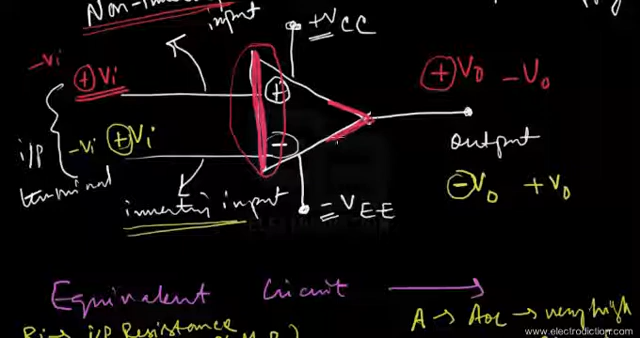 Non-
input
+VCC
-Vi
+Vi
+
+V0 -V0
i/p
terminal
-Vi +Vi
-
output
inverting input
=VEE
-V0 +V0
Equivalent Circuit →
A → AOL → very high
Ri → i/p Resistance
www.electrodiction.com